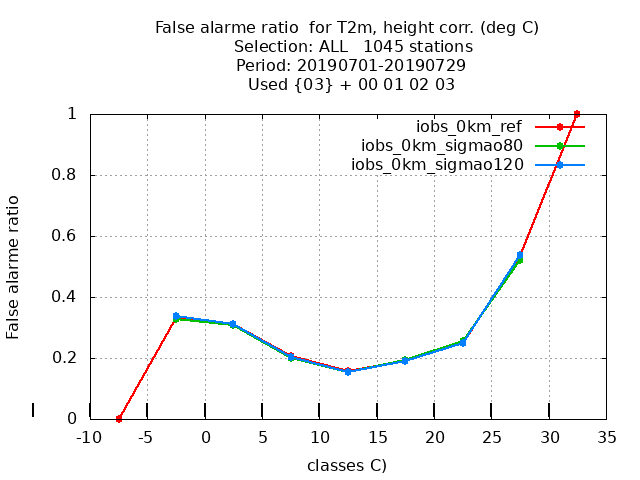 False alarme ratio  for T2m, height corr. (deg C)
Selection: ALL   1045 stations
Period: 20190701-20190729
Used {03} + 00 01 02 03
iobs_0km_ref
iobs_0km_sigmao80
iobs_0km_sigmao120
False alarme ratio
1
0.8
0.6
0.4
0.2
0
-10 -5 0 5 10 15 20 25 30 35
classes C)